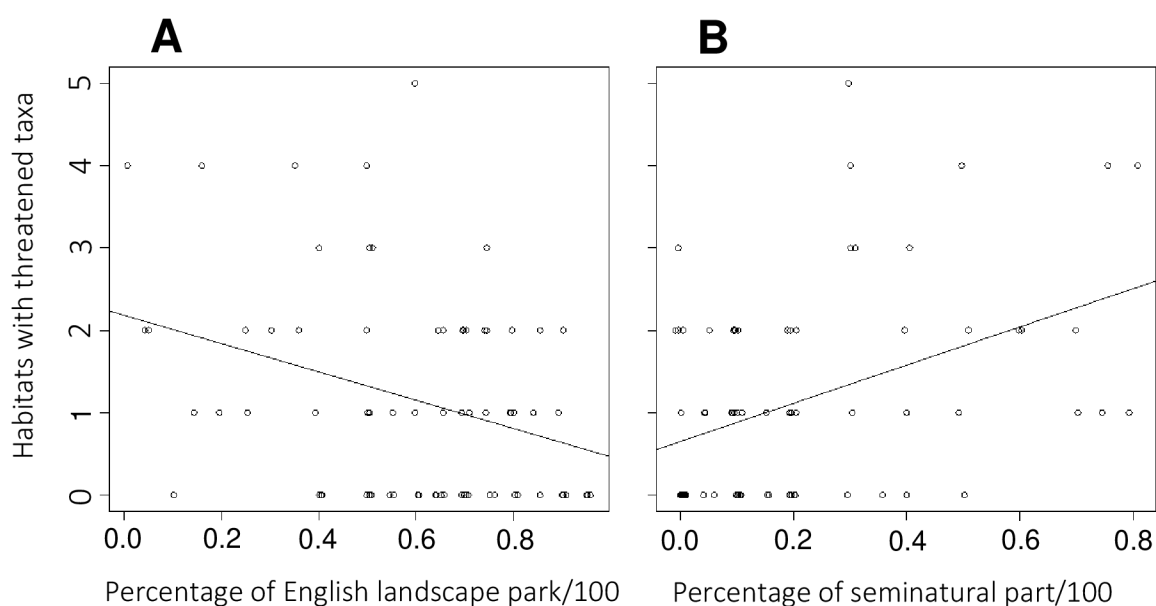 A B
Habitats with threatened taxa
5
4
3
2
1
0
0.0 0.2 0.4 0.6 0.8 0.0 0.2 0.4 0.6 0.8
Percentage of English landscape park/100 Percentage of seminatural part/100